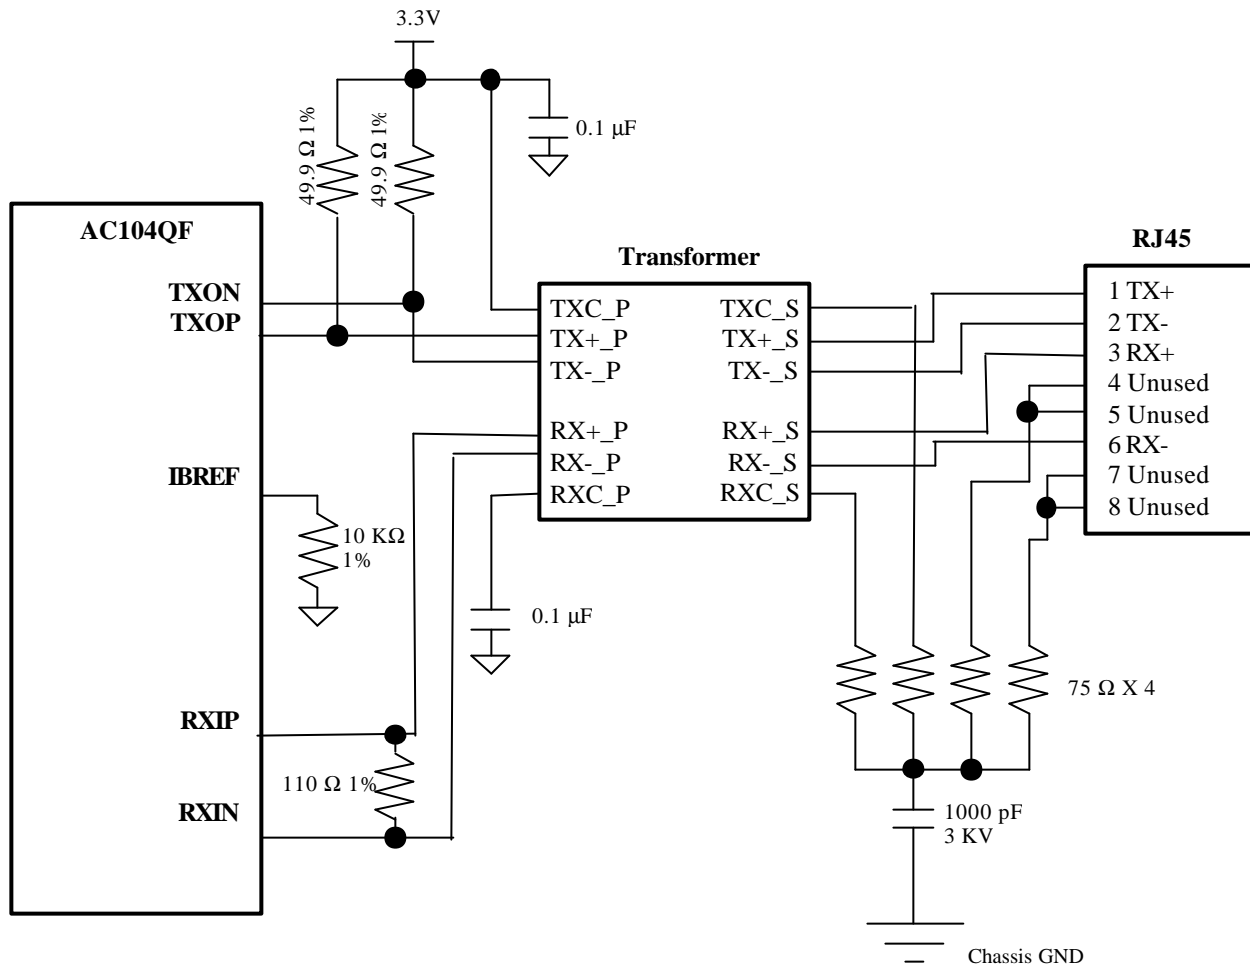 3.3V
49.9 Ω 1%
49.9 Ω 1%
0.1 μF
AC104QF
TXON
TXOP
IBREF
RXIP
RXIN
10 KΩ
1%
110 Ω 1%
0.1 μF
Transformer
TXC_P
TX+_P
TX-_P
RX+_P
RX-_P
RXC_P
TXC_S
TX+_S
TX-_S
RX+_S
RX-_S
RXC_S
RJ45
1 TX+
2 TX-
3 RX+
4 Unused
5 Unused
6 RX-
7 Unused
8 Unused
75 Ω X 4
1000 pF
3 KV
Chassis GND